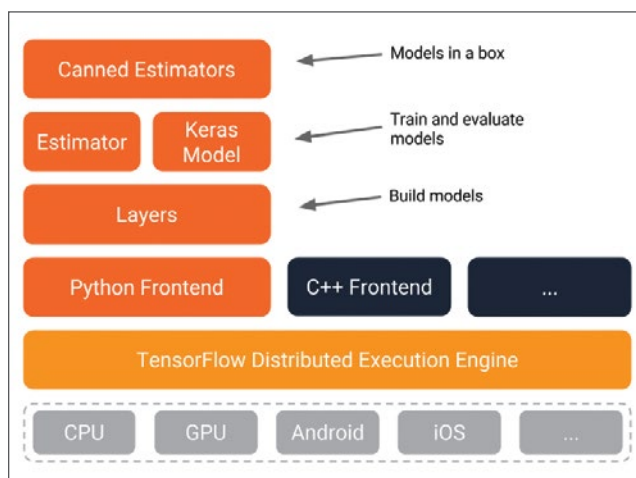 Canned Estimators
Models in a box
Estimator
Keras
Model
Train and evaluate
models
Layers
Build models
Python Frontend
C++ Frontend
...
TensorFlow Distributed Execution Engine
CPU
GPU
Android
iOS
...